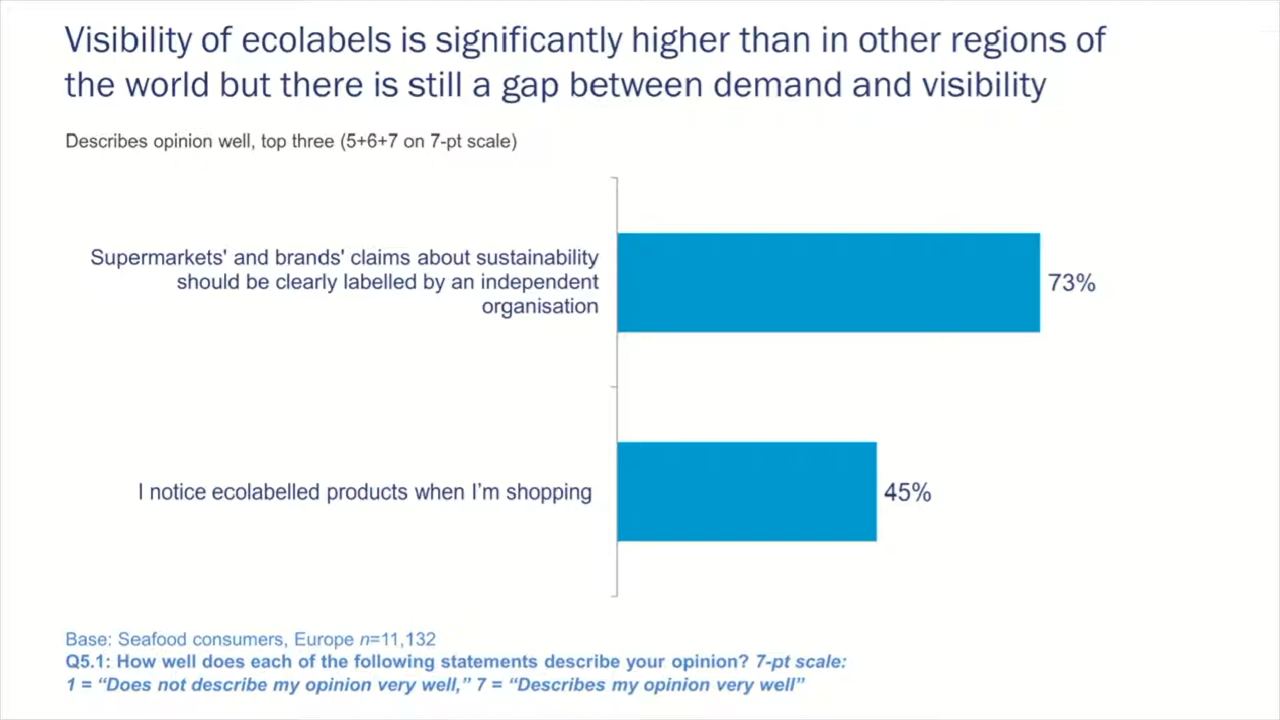 Visibility of ecolabels is significantly higher than in other regions of
the world but there is still a gap between demand and visibility
Describes opinion well, top three (5+6+7 on 7-pt scale)
Supermarkets' and brands' claims about sustainability
should be clearly labelled by an independent
organisation
73%
I notice ecolabelled products when I'm shopping
45%
Base: Seafood consumers, Europe n=11,132
Q5.1: How well does each of the following statements describe your opinion? 7-pt scale:
1 = “Does not describe my opinion very well,” 7 = “Describes my opinion very well”